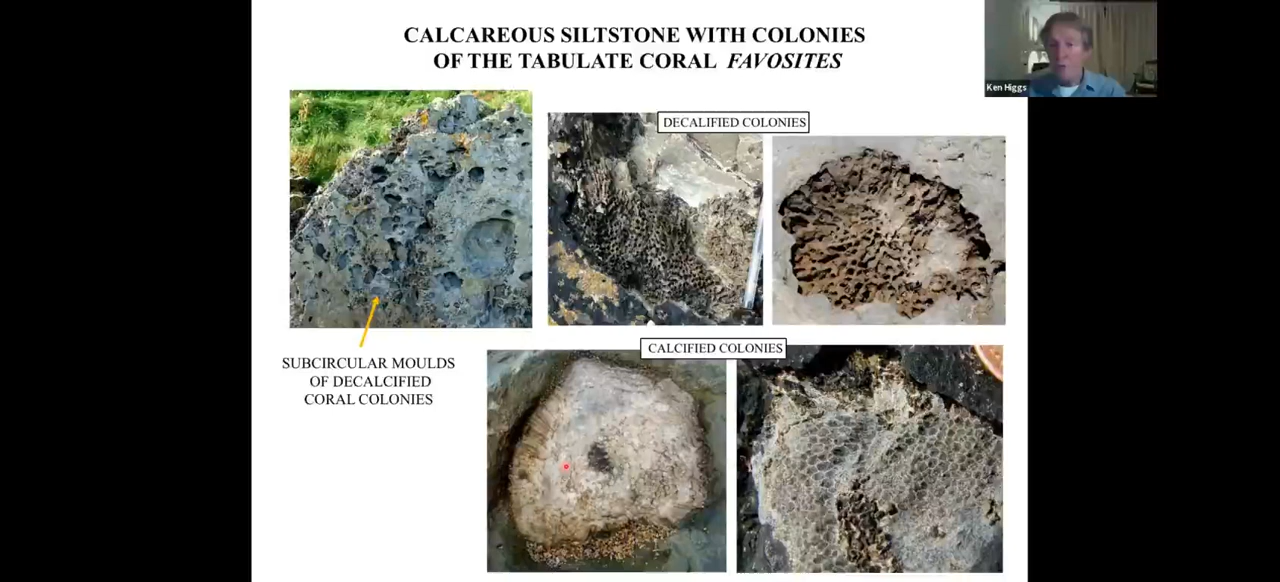 CALCAREOUS SILTSTONE WITH COLONIES
OF THE TABULATE CORAL FAVOSITES
Ken Higgs
DECALIFIED COLONIES
SUBCIRCULAR MOULDS
OF DECALCIFIED
CORAL COLONIES
CALCIFIED COLONIES